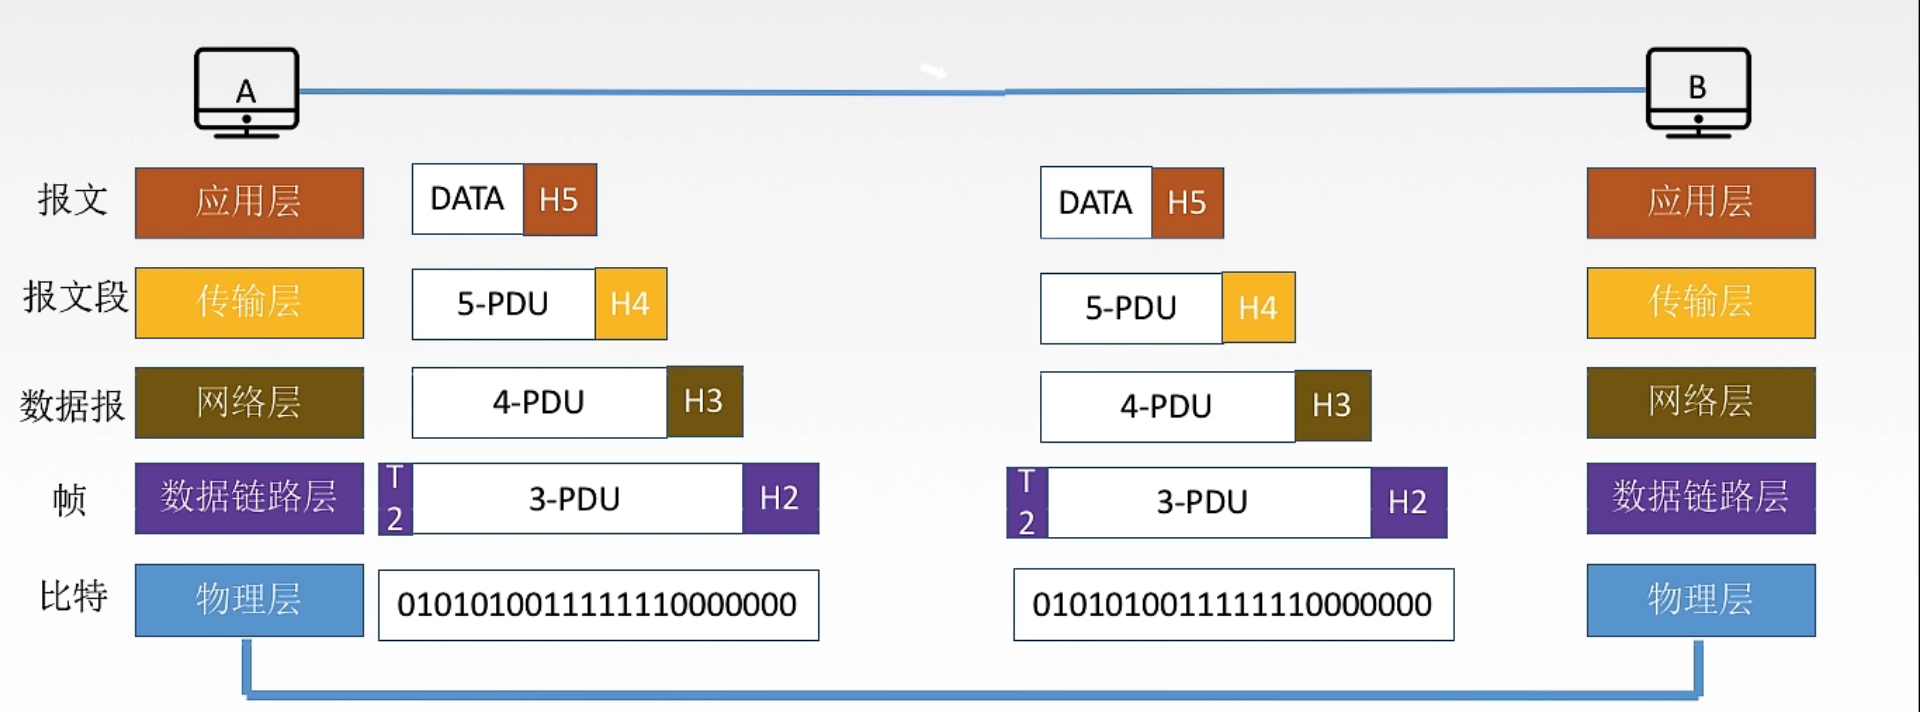 A
B
报文 应用层 DATA H5 DATA H5 应用层
报文段 传输层 5-PDU H4 5-PDU H4 传输层
数据报 网络层 4-PDU H3 4-PDU H3 网络层
帧 数据链路层 T2 3-PDU H2 T2 3-PDU H2 数据链路层
比特 物理层 0101010011111110000000 0101010011111110000000 物理层